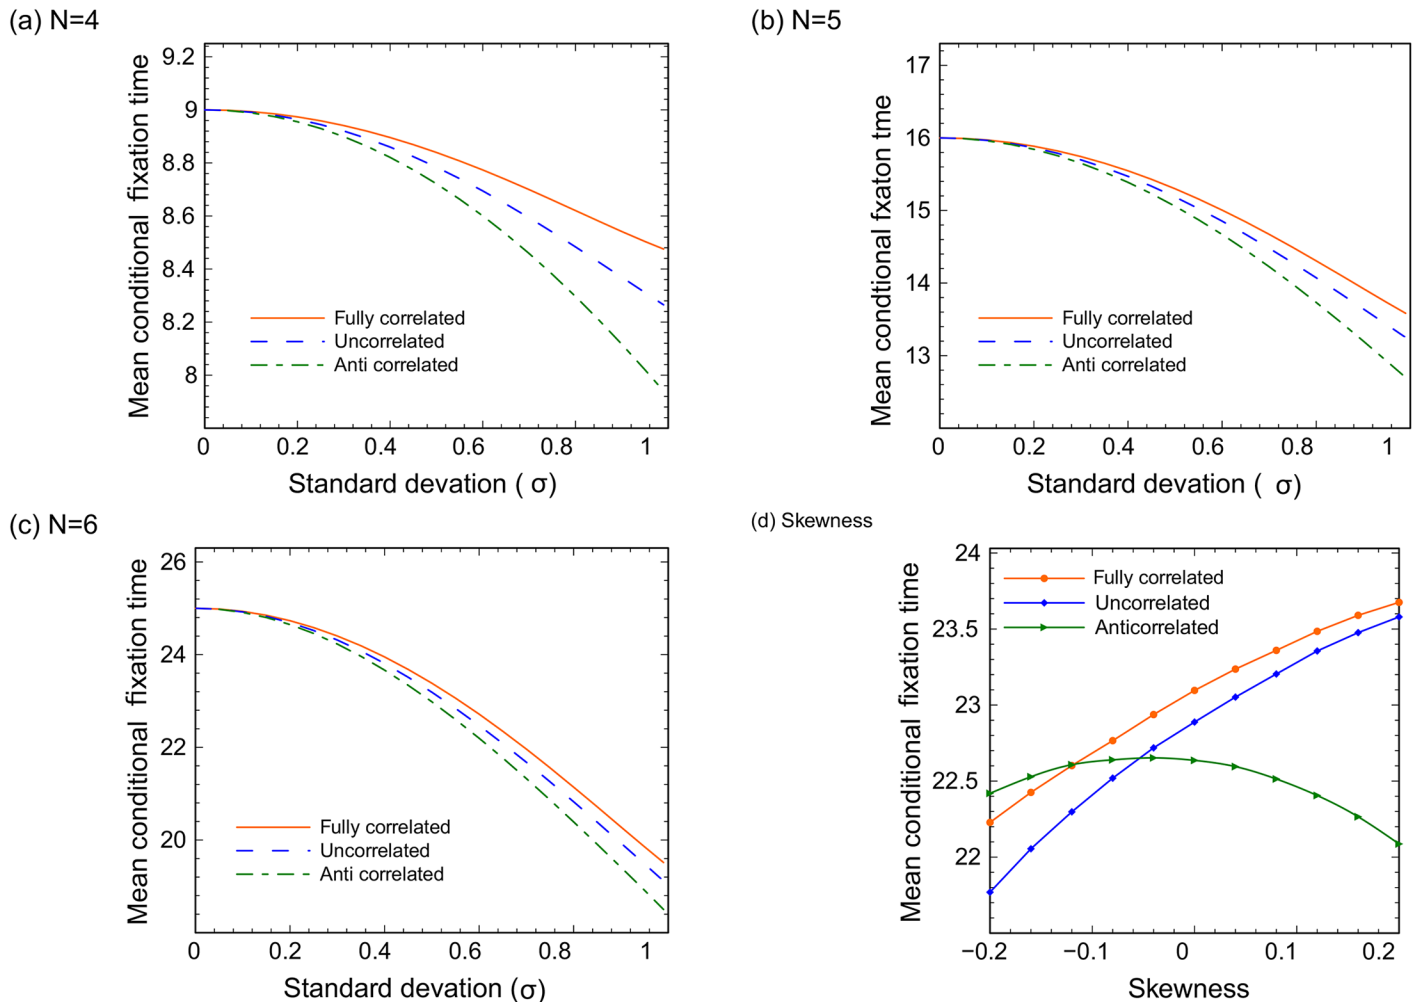 (a) N=4
9.2
9
8.8
8.6
8.4
8.2
8
Mean conditional fixation time
Fully correlated
Uncorrelated
Anti correlated
0 0.2 0.4 0.6 0.8 1
Standard devation ( σ)
(b) N=5
17
16
15
14
13
Mean condtional fxaton tme
Fully correlated
Uncorrelated
Anti correlated
0 0.2 0.4 0.6 0.8 1
Standard devation ( σ)
(c) N=6
26
24
22
20
Mean conditional fixation time
Fully correlated
Uncorrelated
Anti correlated
0 0.2 0.4 0.6 0.8 1
Standard devation (σ)
(d) Skewness
24
23.5
23
22.5
22
Mean conditional fixation time
Fully correlated
Uncorrelated
Anticorrelated
−0.2 −0.1 0 0.1 0.2
Skewness